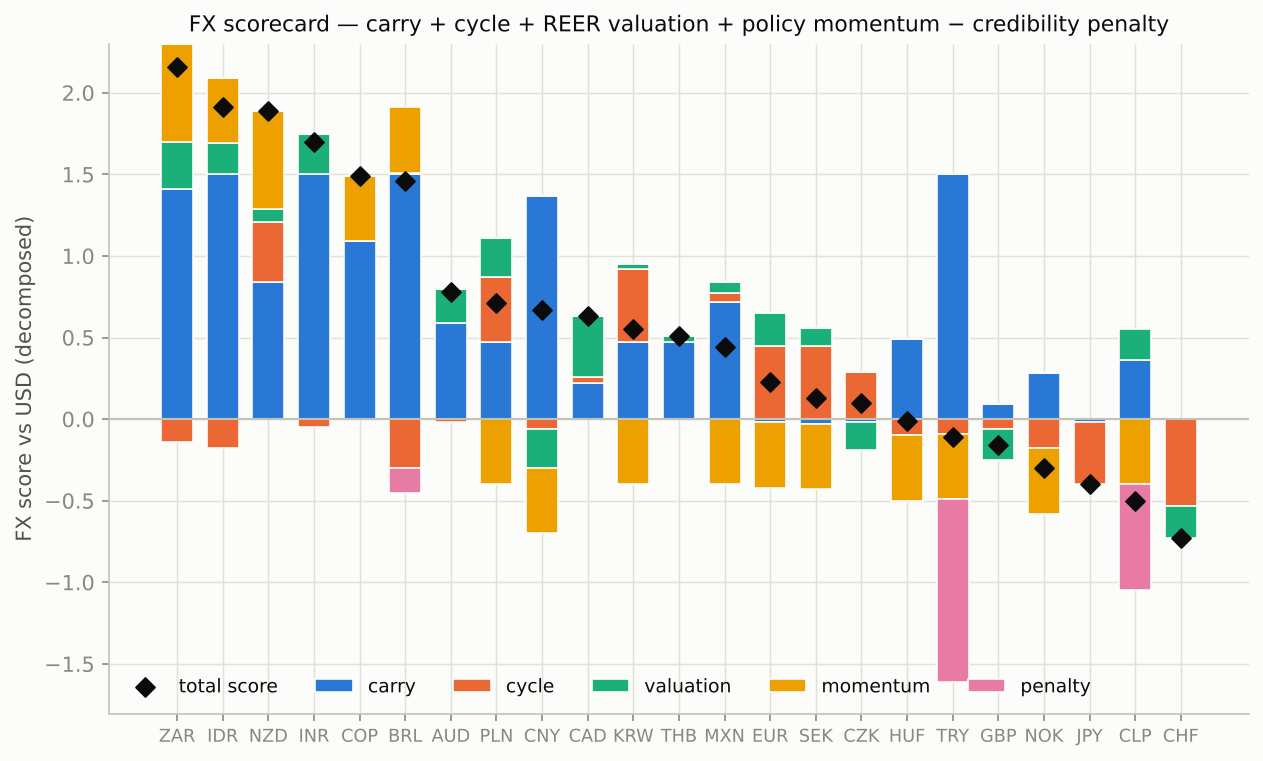 FX scorecard — carry + cycle + REER valuation + policy momentum − credibility penalty
FX score vs USD (decomposed)
2.0
1.5
1.0
0.5
0.0
−0.5
−1.0
−1.5
total score carry cycle valuation momentum penalty
ZAR IDR NZD INR COP BRL AUD PLN CNY CAD KRW THB MXN EUR SEK CZK HUF TRY GBP NOK JPY CLP CHF